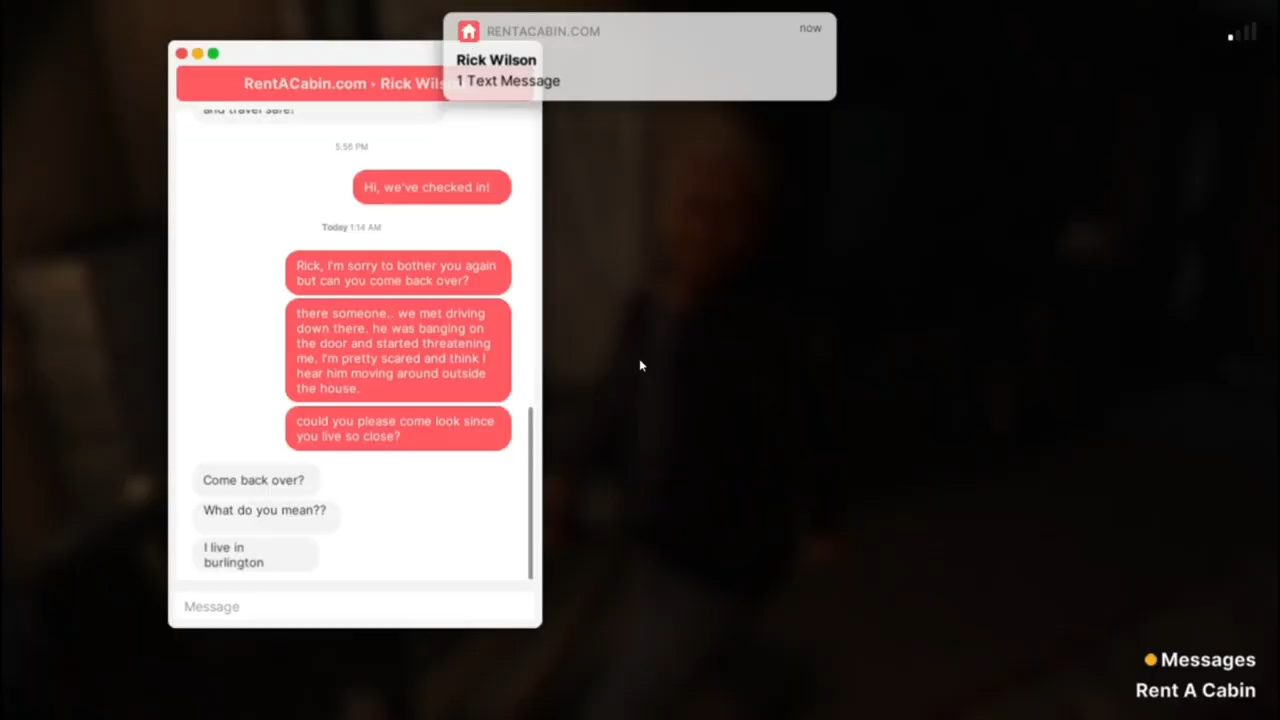 RENTACABIN.COM
now
Rick Wilson
1 Text Message
RentACabin.com • Rick Wils
and travel safe!
5:56 PM
Hi, we've checked in!
Today 1:14 AM
Rick, I'm sorry to bother you again
but can you come back over?
there someone.. we met driving
down there. he was banging on
the door and started threatening
me. I'm pretty scared and think I
hear him moving around outside
the house.
could you please come look since
you live so close?
Come back over?
What do you mean??
I live in
burlington
Message
Messages
Rent A Cabin